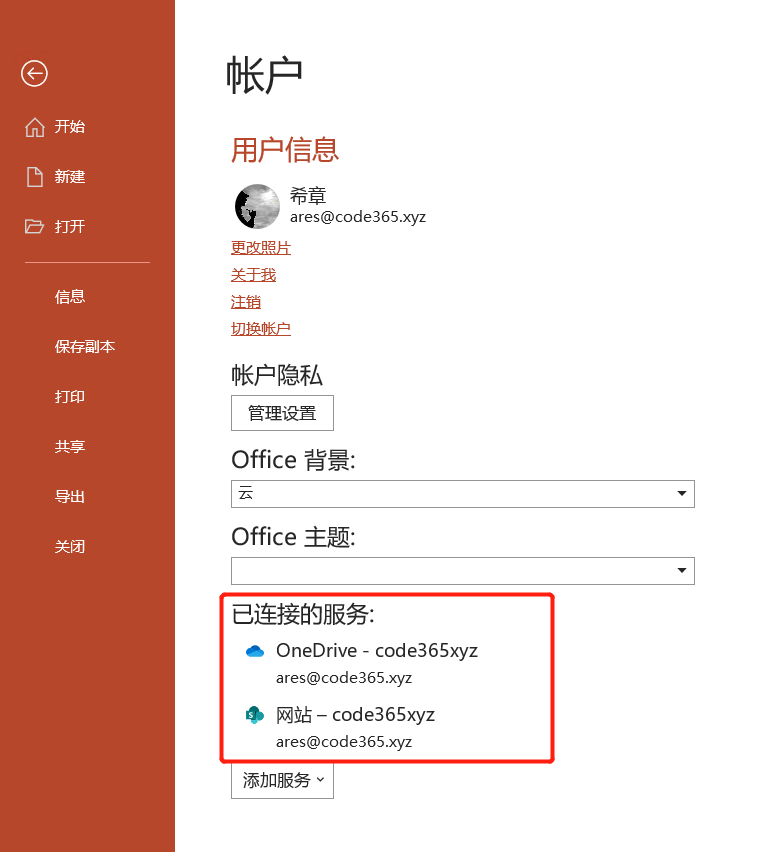 开始
新建
打开
信息
保存副本
打印
共享
导出
关闭
帐户
用户信息
希章
ares@code365.xyz
更改照片
关于我
注销
切换帐户
帐户隐私
管理设置
Office 背景:
云
Office 主题:
已连接的服务:
OneDrive - code365xyz
ares@code365.xyz
网站 – code365xyz
ares@code365.xyz
添加服务